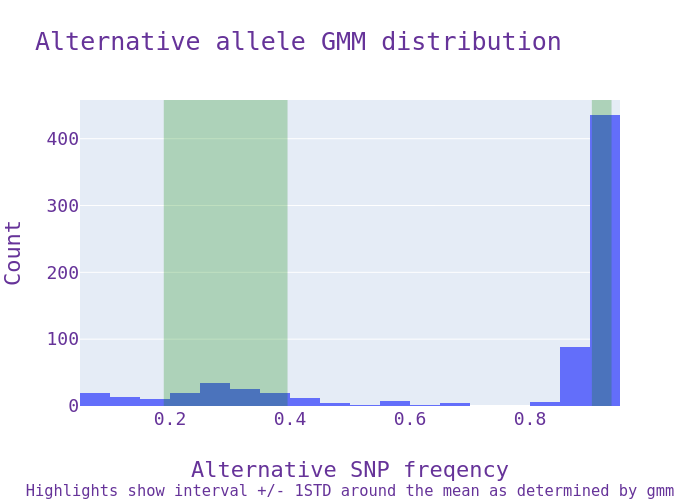 Alternative allele GMM distribution
400
300
200
100
0
Count
0.2 0.4 0.6 0.8
Alternative SNP freqency
Highlights show interval +/- 1STD around the mean as determined by gmm